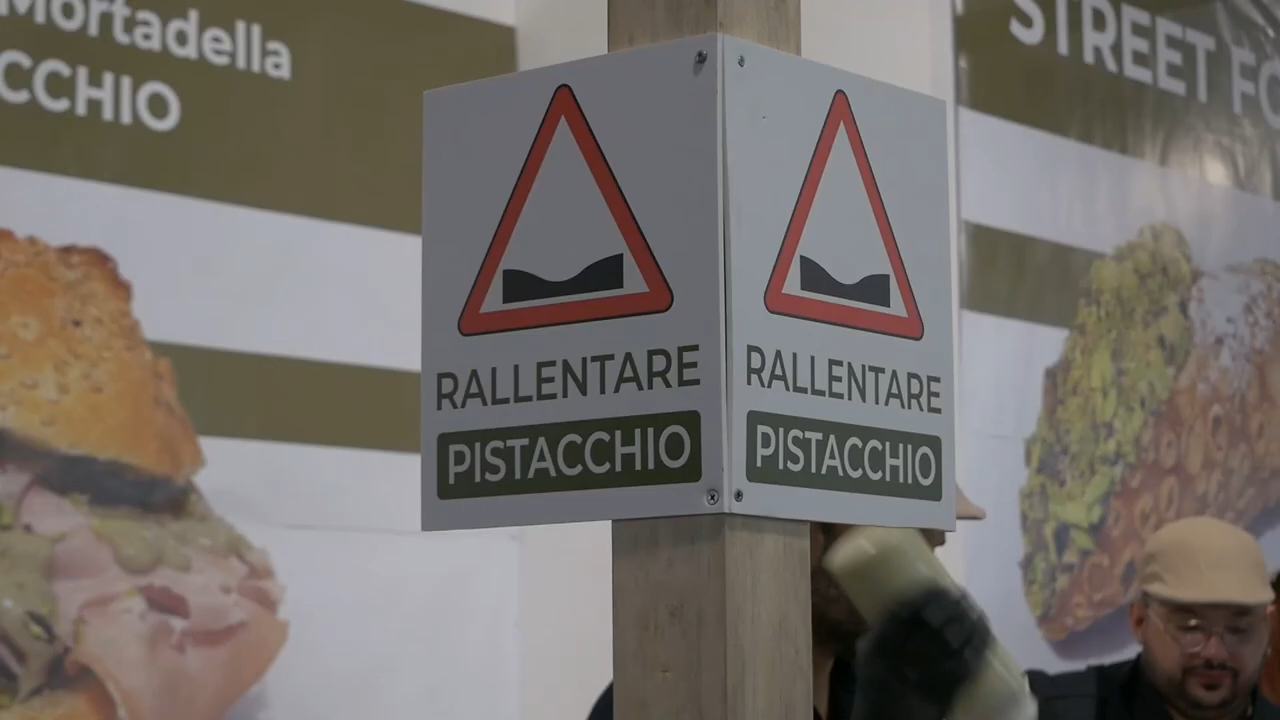 Mortadella
CCHIO
STREET FO
RALLENTARE
PISTACCHIO
RALLENTARE
PISTACCHIO